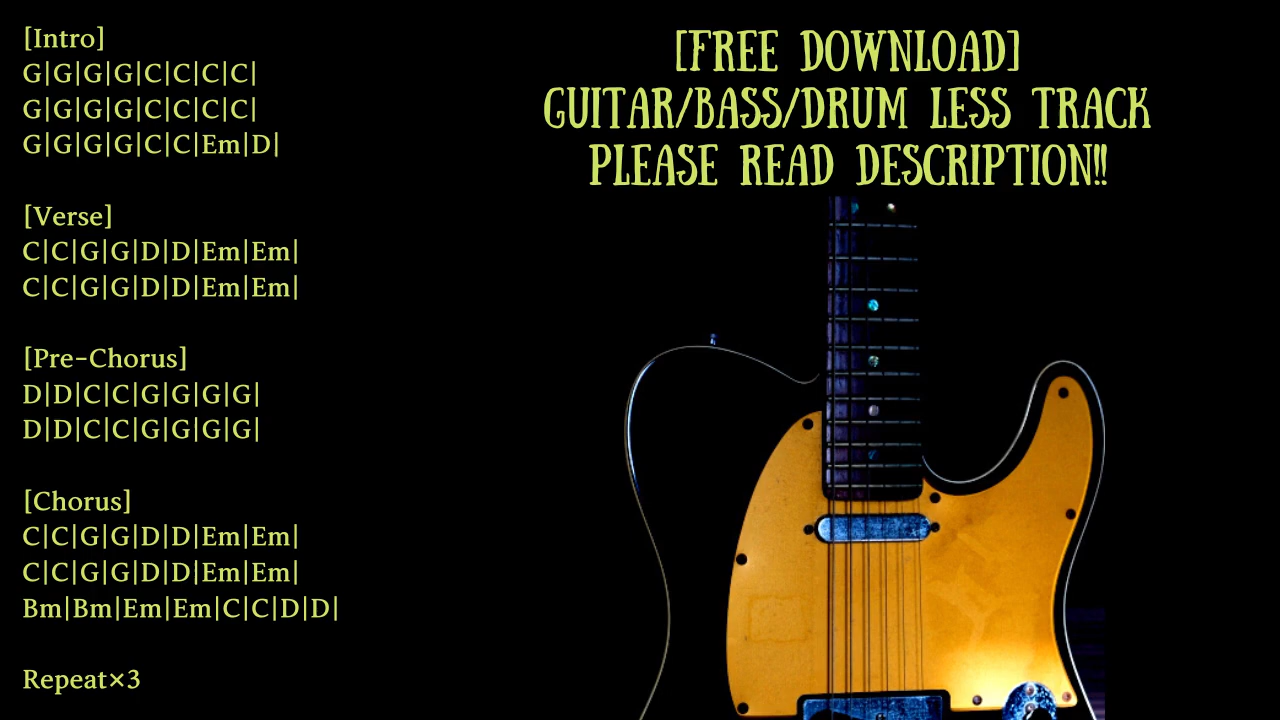 [Intro]
G|G|G|G|C|C|C|C|
G|G|G|G|C|C|C|C|
G|G|G|G|C|C|Em|D|
[Verse]
C|C|G|G|D|D|Em|Em|
C|C|G|G|D|D|Em|Em|
[Pre-Chorus]
D|D|C|C|G|G|G|G|
D|D|C|C|G|G|G|G|
[Chorus]
C|C|G|G|D|D|Em|Em|
C|C|G|G|D|D|Em|Em|
Bm|Bm|Em|Em|C|C|D|D|
Repeat×3
[FREE DOWNLOAD]
GUITAR/BASS/DRUM LESS TRACK
PLEASE READ DESCRIPTION!!